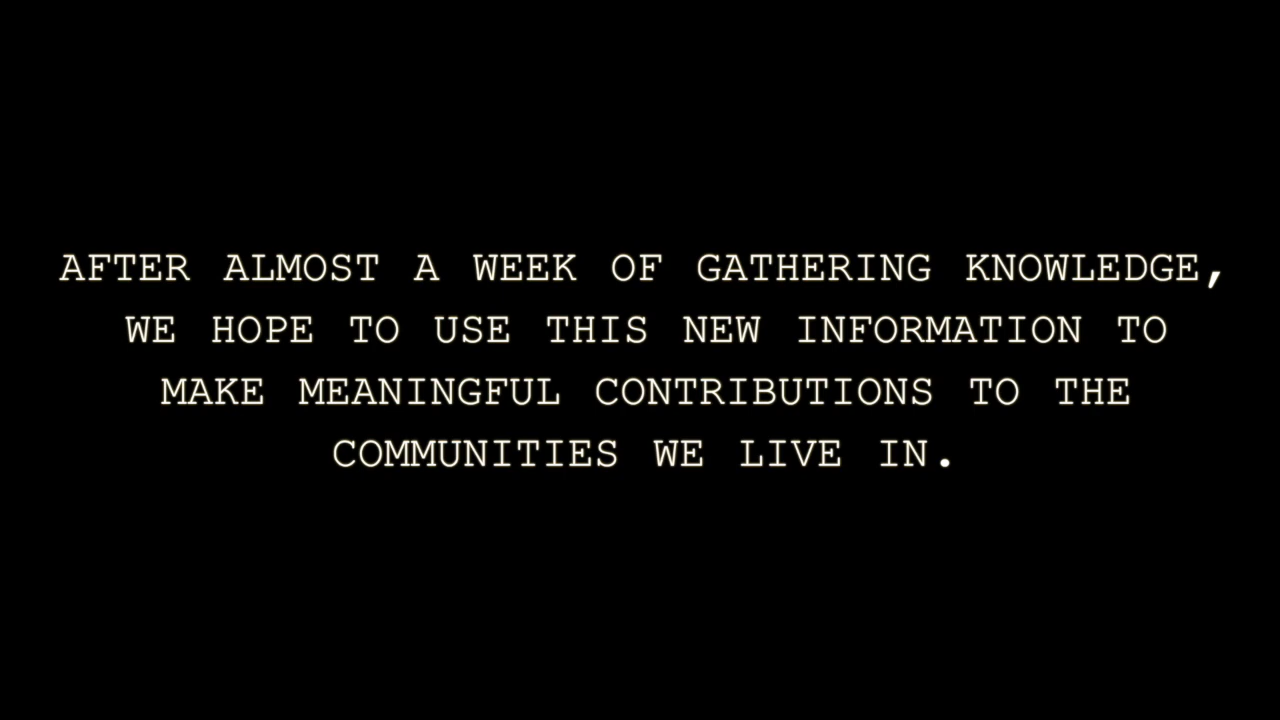 AFTER ALMOST A WEEK OF GATHERING KNOWLEDGE,
WE HOPE TO USE THIS NEW INFORMATION TO
MAKE MEANINGFUL CONTRIBUTIONS TO THE
COMMUNITIES WE LIVE IN.